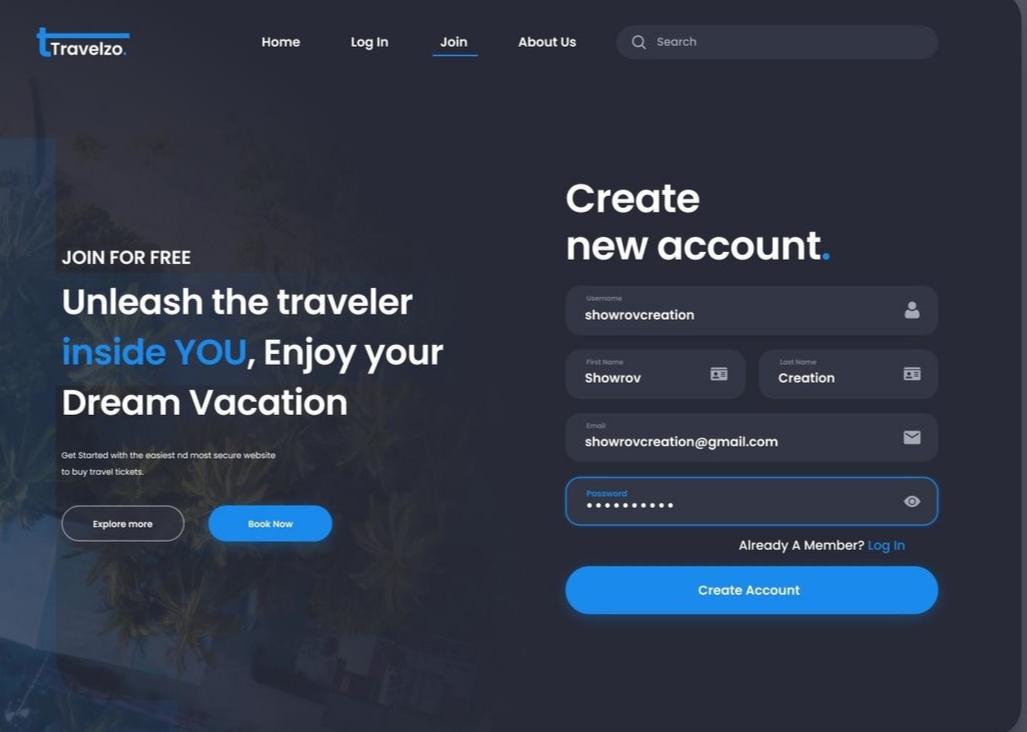 Travelzo.
Home
Log In
Join
About Us
Search
JOIN FOR FREE
Unleash the traveler
inside YOU, Enjoy your
Dream Vacation
Get Started with the easiest nd most secure website
to buy travel tickets.
Explore more
Book Now
Create
new account.
Username
showrovcreation
First Name
Showrov
Last Name
Creation
Email
showrovcreation@gmail.com
Password
••••••••••
Already A Member? Log In
Create Account